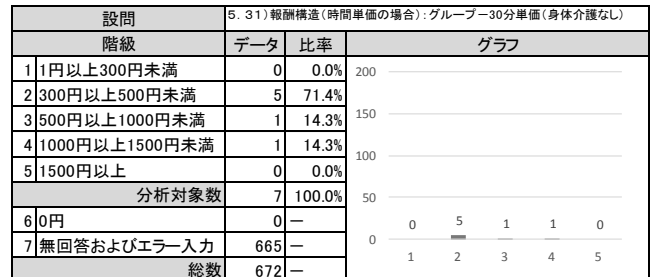 設問 5．31）報酬構造（時間単価の場合）：グループ－30分単価（身体介護なし）
階級 データ 比率 グラフ
1 1円以上300円未満 0 0.0%
2 300円以上500円未満 5 71.4%
3 500円以上1000円未満 1 14.3%
4 1000円以上1500円未満 1 14.3%
5 1500円以上 0 0.0%
分析対象数 7 100.0%
6 0円 0 －
7 無回答およびエラー入力 665 －
総数 672 －
200
150
100
50
0
0 5 1 1 0
1 2 3 4 5